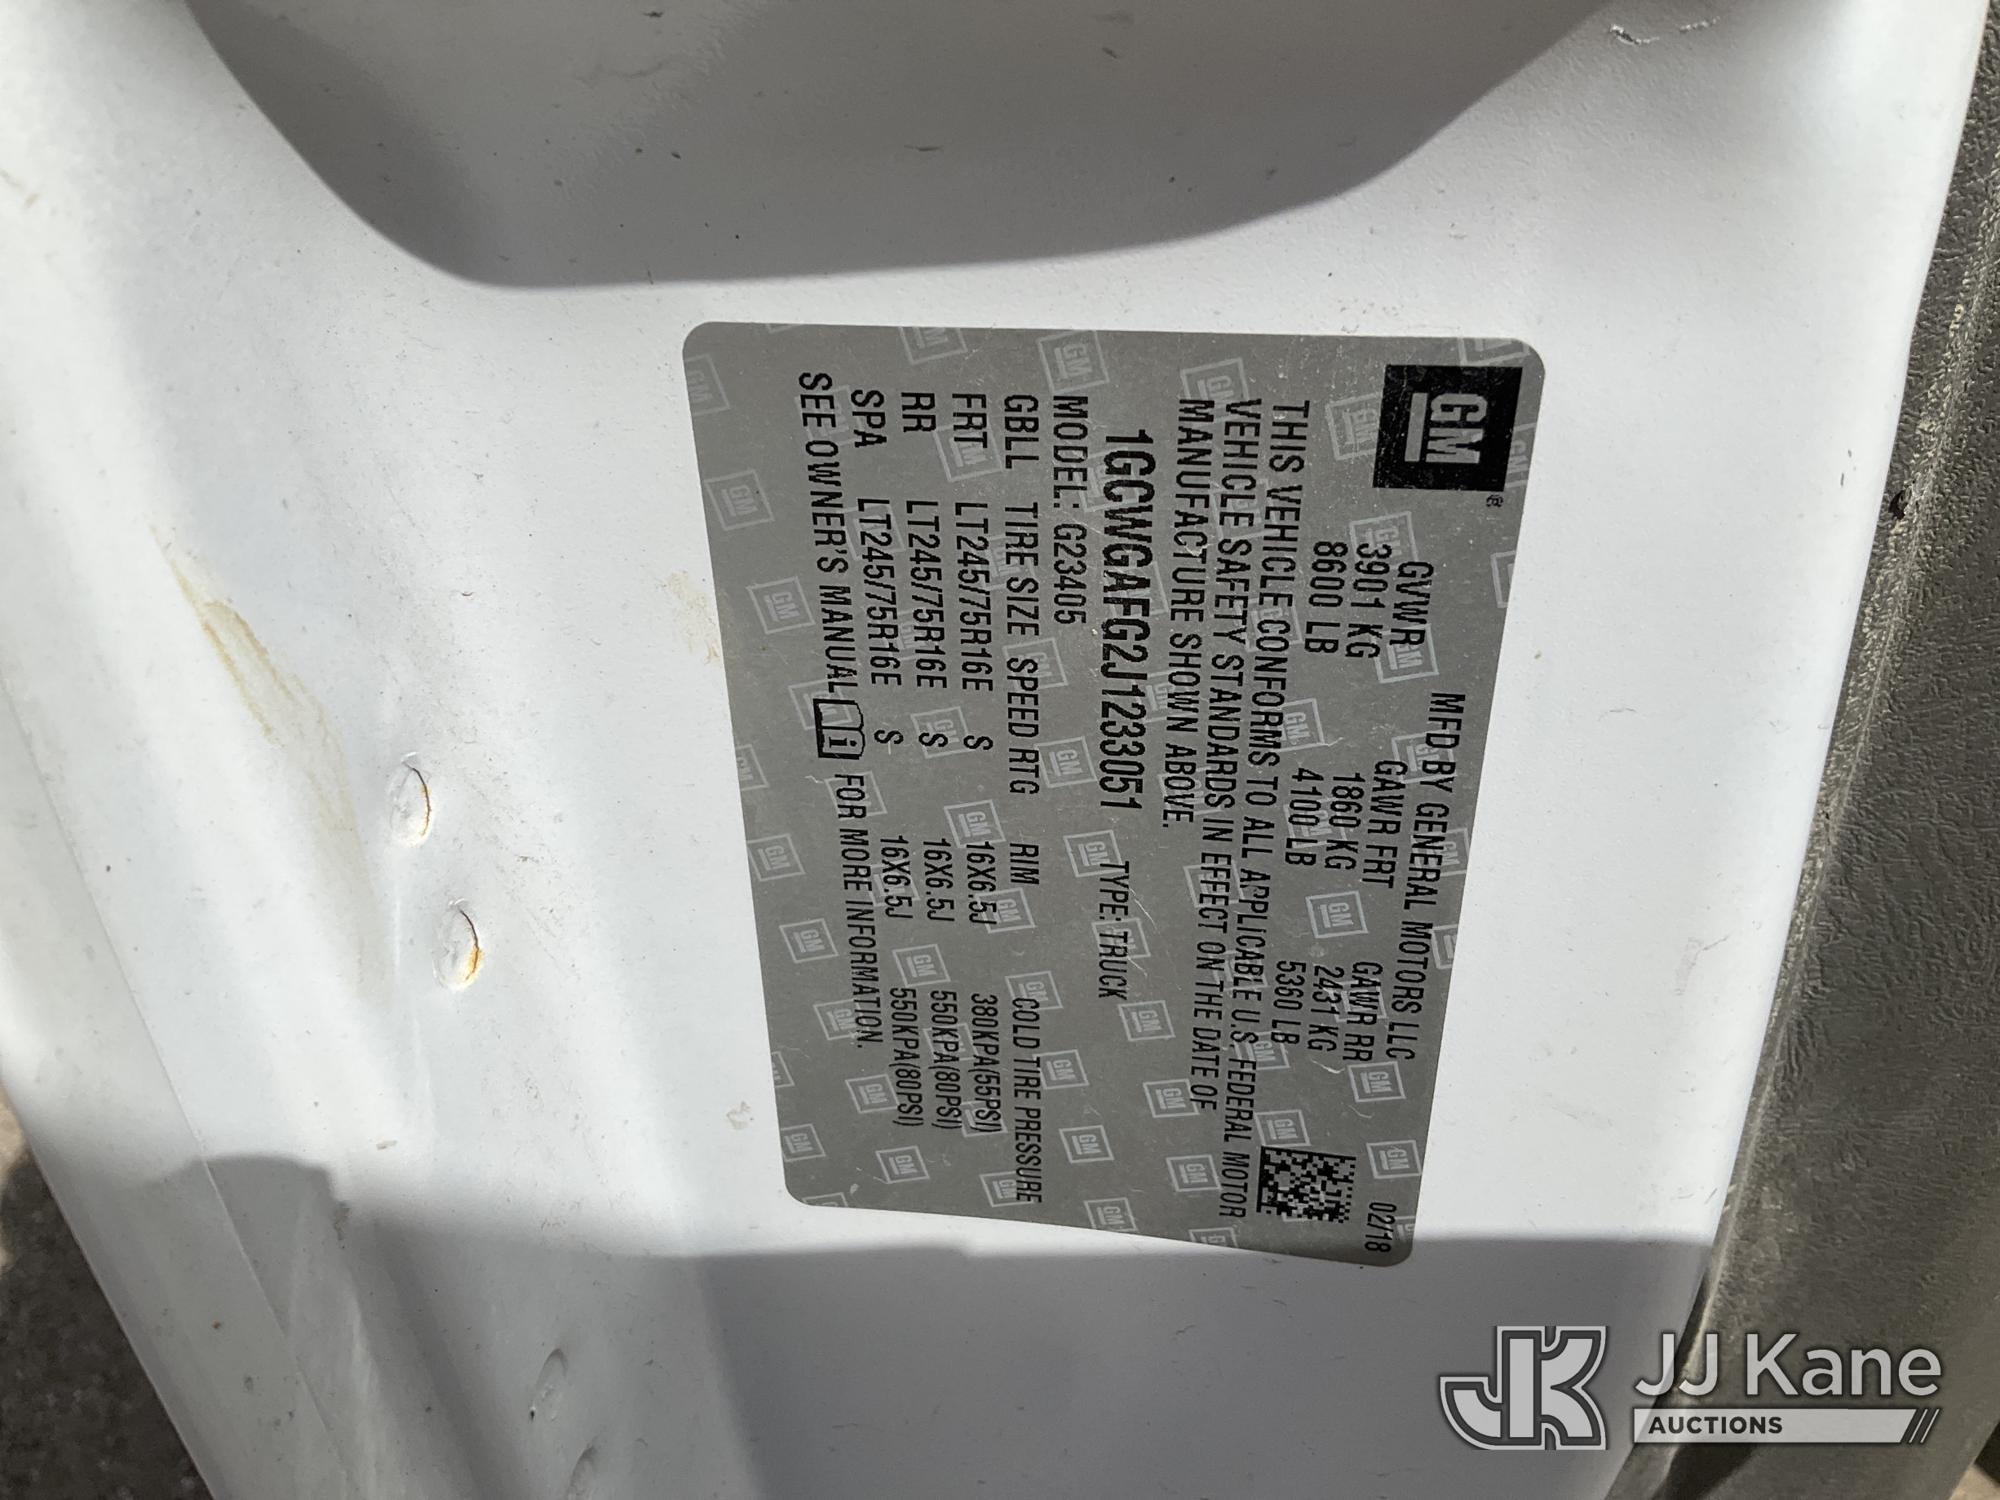 GM ®
MFD BY GENERAL MOTORS LLC 02/18
GVWR GAWR FRT GAWR RR
3901 KG 1860 KG 2431 KG
8600 LB 4100 LB 5360 LB
THIS VEHICLE CONFORMS TO ALL APPLICABLE U.S. FEDERAL MOTOR
VEHICLE SAFETY STANDARDS IN EFFECT ON THE DATE OF
MANUFACTURE SHOWN ABOVE.
1GCWGAFG2J1233051 TYPE: TRUCK
MODEL: G23405
GBLL TIRE SIZE SPEED RTG RIM COLD TIRE PRESSURE
FRT LT245/75R16E S 16X6.5J 380KPA(55PSI)
RR LT245/75R16E S 16X6.5J 550KPA(80PSI)
SPA LT245/75R16E S 16X6.5J 550KPA(80PSI)
SEE OWNER'S MANUAL i FOR MORE INFORMATION.
JK JJ Kane
AUCTIONS